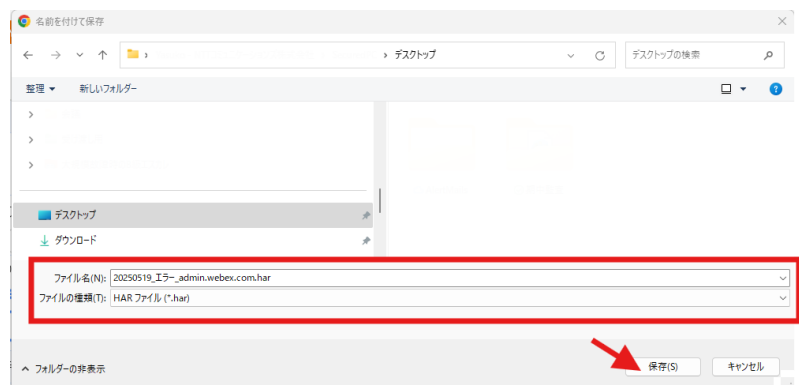 名前を付けて保存
デスクトップ
デスクトップの検索
整理
新しいフォルダー
デスクトップ
ダウンロード
ファイル名(N): 20250519_エラー_admin.webex.com.har
ファイルの種類(T): HAR ファイル (*.har)
フォルダーの非表示
保存(S)
キャンセル